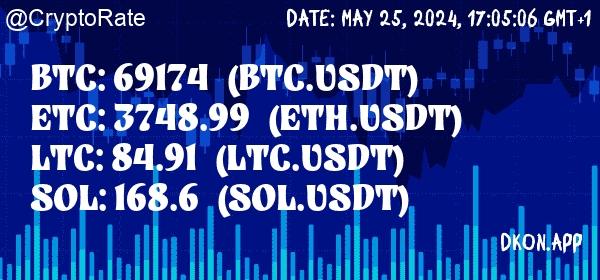 @CryptoRate
DATE: MAY 25, 2024, 17:05:06 GMT+1
BTC: 69174 (BTC.USDT)
ETC: 3748.99 (ETH.USDT)
LTC: 84.91 (LTC.USDT)
SOL: 168.6 (SOL.USDT)
DKON.APP